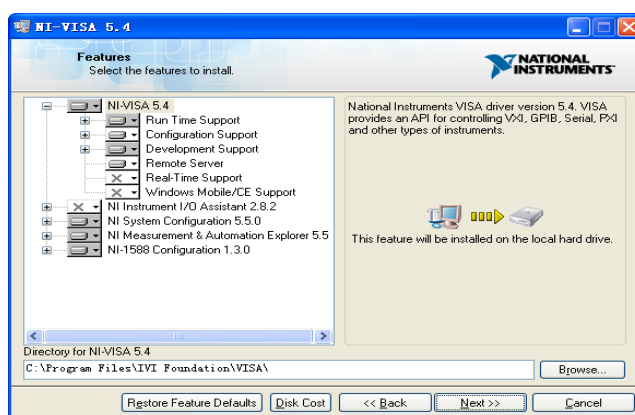 NI-VISA 5.4
Features
Select the features to install.
NATIONAL
INSTRUMENTS™
NI-VISA 5.4
Run Time Support
Configuration Support
Development Support
Remote Server
Real-Time Support
Windows Mobile/CE Support
NI Instrument I/O Assistant 2.8.2
NI System Configuration 5.5.0
NI Measurement & Automation Explorer 5.5
NI-1588 Configuration 1.3.0
National Instruments VISA driver version 5.4. VISA
provides an API for controlling VXI, GPIB, Serial, PXI
and other types of instruments.
This feature will be installed on the local hard drive.
Directory for NI-VISA 5.4
C:\Program Files\IVI Foundation\VISA\
Browse...
Restore Feature Defaults
Disk Cost
<< Back
Next >>
Cancel